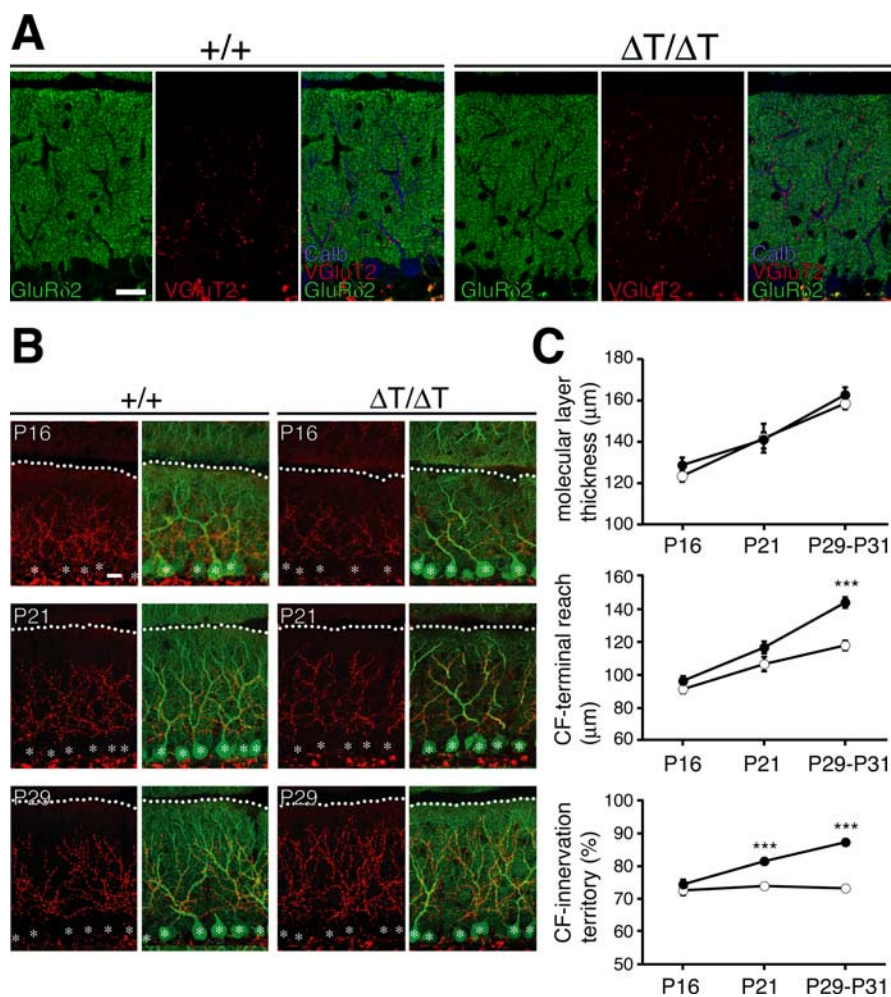 A
+/+
ΔT/ΔT
GluRδ2
VGluT2
Calb
VGluT2
GluRδ2
GluRδ2
VGluT2
Calb
VGluT2
GluRδ2
B
+/+
ΔT/ΔT
P16
P16
* * * * * *
* * * * * *
* * * * *
* * * * * *
P21
P21
* * * * * *
* * * * *
* * * * *
* * * * * *
P29
P29
* * * * * *
* * * * *
* * * * * *
* * * * * *
C
molecular layer
thickness (μm)
180
160
140
120
100
P16
P21
P29-P31
CF-terminal reach
(μm)
160
140
120
100
80
60
***
P16
P21
P29-P31
CF-innervation
territory (%)
100
90
80
70
60
50
***
***
P16
P21
P29-P31